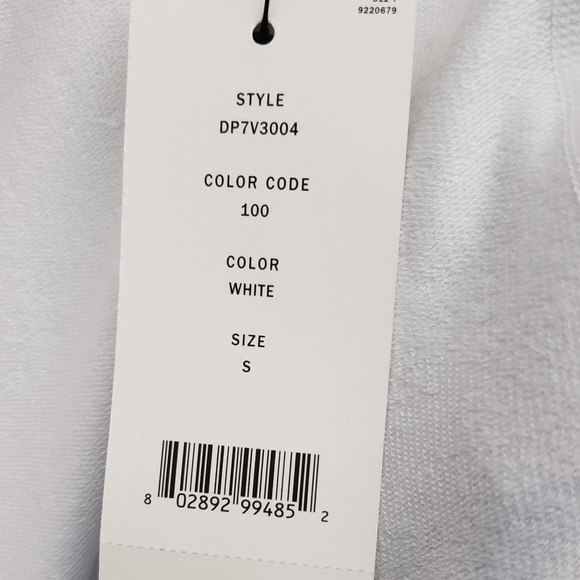 9220679
STYLE
DP7V3004
COLOR CODE
100
COLOR
WHITE
SIZE
S
8 02892 99485 2